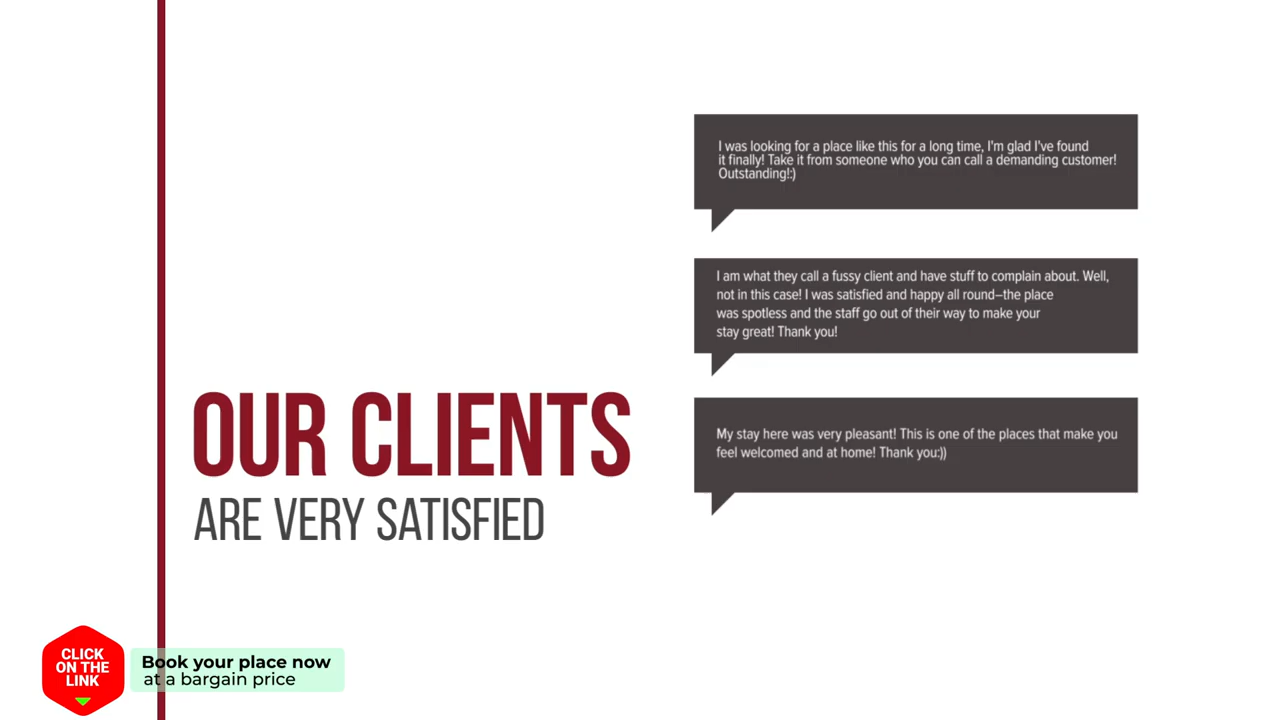 I was looking for a place like this for a long time, I'm glad I've found
it finally! Take it from someone who you can call a demanding customer!
Outstanding!:)
I am what they call a fussy client and have stuff to complain about. Well,
not in this case! I was satisfied and happy all round–the place
was spotless and the staff go out of their way to make your
stay great! Thank you!
My stay here was very pleasant! This is one of the places that make you
feel welcomed and at home! Thank you:))
OUR CLIENTS
ARE VERY SATISFIED
CLICK
ON THE
LINK
Book your place now
at a bargain price